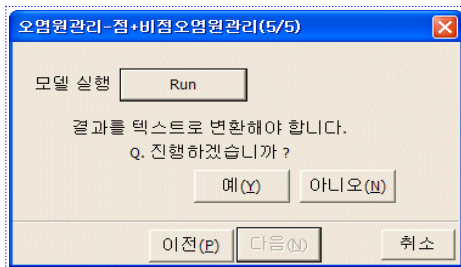 오염원관리-점+비점오염원관리(5/5)
모델 실행 Run
결과를 텍스트로 변환해야 합니다.
Q. 진행하겠습니까 ?
예(Y) 아니오(N)
이전(P) 다음(N) 취소